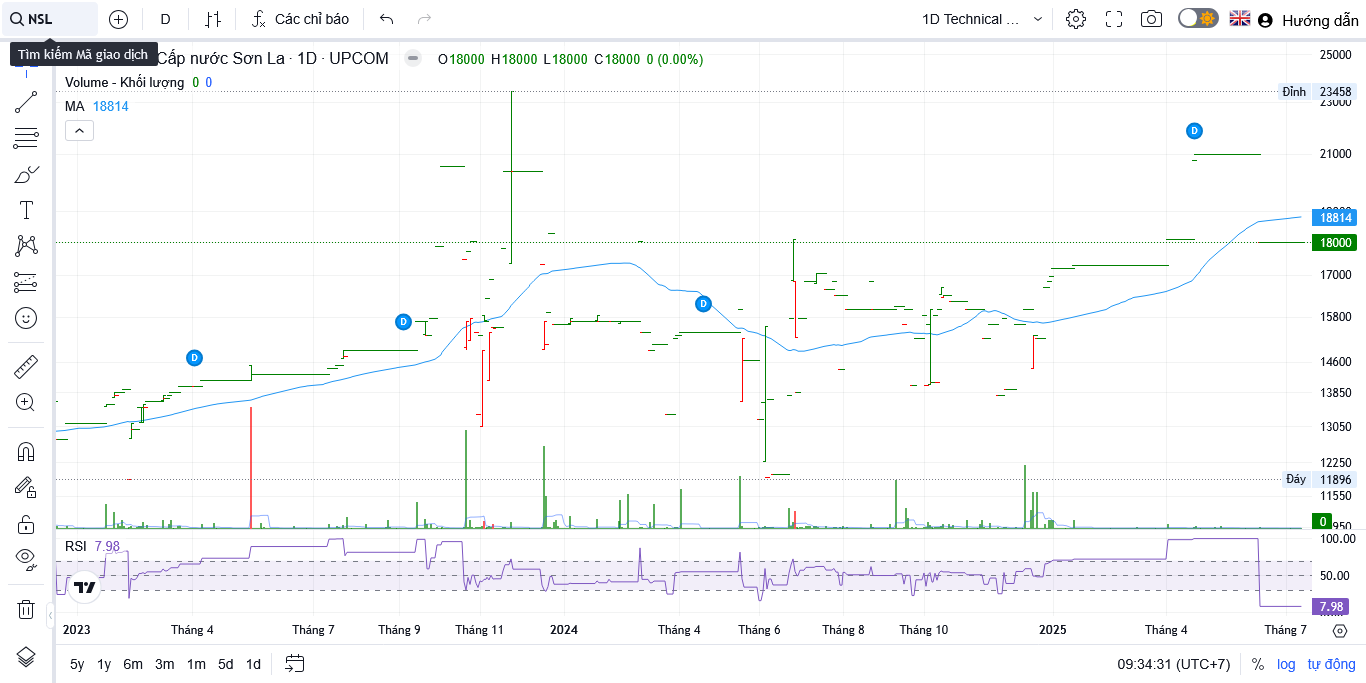 NSL
D
Các chỉ báo
1D Technical ...
Hướng dẫn
Tìm kiếm Mã giao dịch
Cấp nước Sơn La · 1D · UPCOM
O18000 H18000 L18000 C18000 0 (0.00%)
Volume - Khối lượng 0 0
MA 18814
25000
Đỉnh 23458
23000
D
21000
18814
18000
17000
D
D
15800
D
14600
13850
13050
12250
Đáy 11896
11550
0
RSI 7.98
100.00
50.00
7.98
2023 Tháng 4 Tháng 7 Tháng 9 Tháng 11 2024 Tháng 4 Tháng 6 Tháng 8 Tháng 10 2025 Tháng 4 Tháng 7
5y 1y 6m 3m 1m 5d 1d
09:34:31 (UTC+7) % log tự động